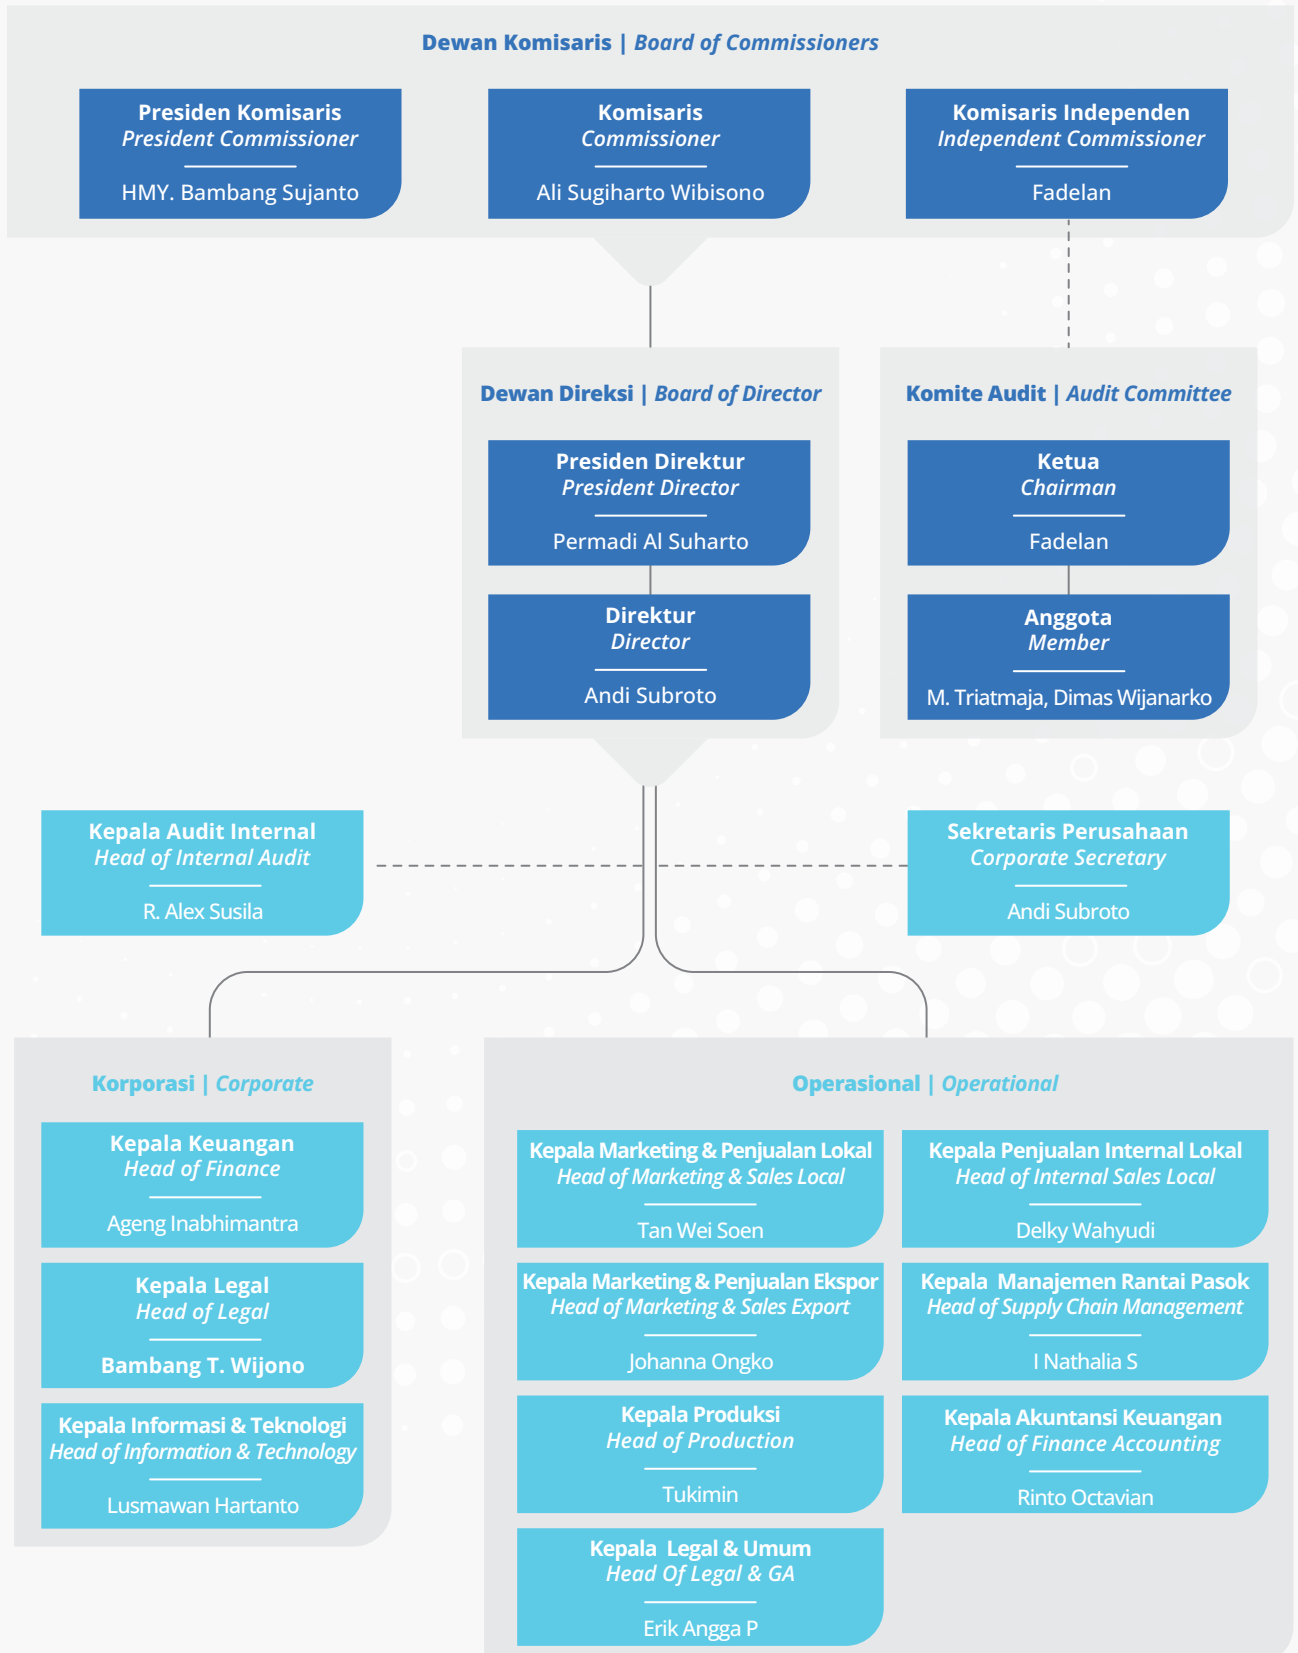 Dewan Komisaris | Board of Commissioners
Presiden Komisaris
President Commissioner
HMY. Bambang Sujanto
Komisaris
Commissioner
Ali Sugiharto Wibisono
Komisaris Independen
Independent Commissioner
Fadelan
Dewan Direksi | Board of Director
Presiden Direktur
President Director
Permadi Al Suharto
Direktur
Director
Andi Subroto
Komite Audit | Audit Committee
Ketua
Chairman
Fadelan
Anggota
Member
M. Triatmaja, Dimas Wijanarko
Kepala Audit Internal
Head of Internal Audit
R. Alex Susila
Sekretaris Perusahaan
Corporate Secretary
Andi Subroto
Korporasi | Corporate
Kepala Keuangan
Head of Finance
Ageng Inabhimantra
Kepala Legal
Head of Legal
Bambang T. Wijono
Kepala Informasi & Teknologi
Head of Information & Technology
Lusmawan Hartanto
Operasional | Operational
Kepala Marketing & Penjualan Lokal
Head of Marketing & Sales Local
Tan Wei Soen
Kepala Penjualan Internal Lokal
Head of Internal Sales Local
Delky Wahyudi
Kepala Marketing & Penjualan Ekspor
Head of Marketing & Sales Export
Johanna Ongko
Kepala Manajemen Rantai Pasok
Head of Supply Chain Management
I Nathalia S
Kepala Produksi
Head of Production
Tukimin
Kepala Akuntansi Keuangan
Head of Finance Accounting
Rinto Octavian
Kepala Legal & Umum
Head Of Legal & GA
Erik Angga P